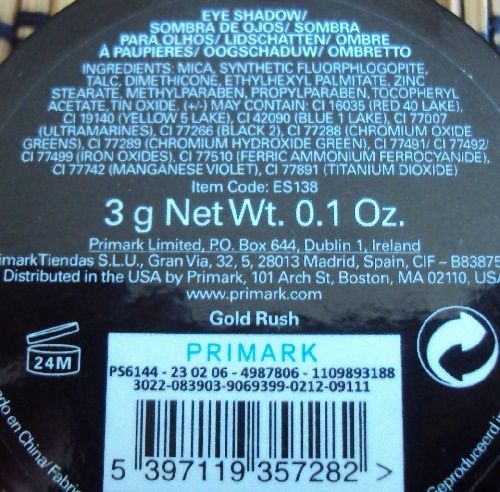 EYE SHADOW/
SOMBRA DE OJOS/ SOMBRA
PARA OLHOS/ LIDSCHATTEN/ OMBRE
À PAUPIERES/ OOGSCHADUW/ OMBRETTO
INGREDIENTS: MICA, SYNTHETIC FLUORPHLOGOPITE,
TALC, DIMETHICONE, ETHYLHEXYL PALMITATE, ZINC
STEARATE, METHYLPARABEN, PROPYLPARABEN, TOCOPHERYL
ACETATE,TIN OXIDE. (+/-) MAY CONTAIN: CI 16035 (RED 40 LAKE),
CI 19140 (YELLOW 5 LAKE), CI 42090 (BLUE 1 LAKE), CI 77007
(ULTRAMARINES), CI 77266 (BLACK 2), CI 77288 (CHROMIUM OXIDE
GREENS), CI 77289 (CHROMIUM HYDROXIDE GREEN), CI 77491/ CI 77492/
CI 77499 (IRON OXIDES), CI 77510 (FERRIC AMMONIUM FERROCYANIDE),
CI 77742 (MANGANESE VIOLET), CI 77891 (TITANIUM DIOXIDE)
Item Code: ES138
3 g Net Wt. 0.1 Oz.
Primark Limited, P.O. Box 644, Dublin 1, Ireland
imarkTiendas S.L.U., Gran Via, 32, 5, 28013 Madrid, Spain, CIF – B83875
Distributed in the USA by Primark, 101 Arch St, Boston, MA 02110, USA
www.primark.com
Gold Rush
24M
PRIMARK
PS6144 - 23 02 06 - 4987806 - 1109893188
3022-083903-9069399-0212-09111
5 397119 357282 >
do en China/ Fabric
Geproduceerd